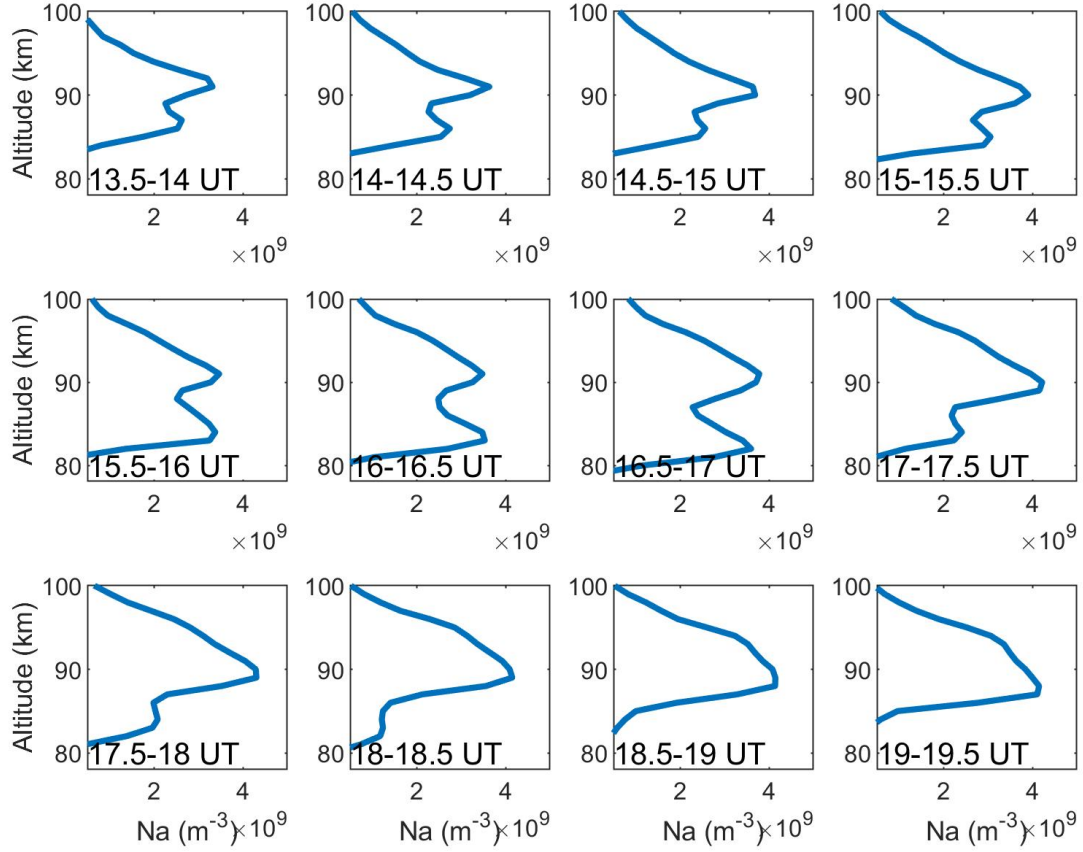 Altitude (km)
100
90
80
13.5-14 UT
2 4
×10^9
100
90
80
14-14.5 UT
2 4
×10^9
100
90
80
14.5-15 UT
2 4
×10^9
100
90
80
15-15.5 UT
2 4
×10^9
Altitude (km)
100
90
80
15.5-16 UT
2 4
×10^9
100
90
80
16-16.5 UT
2 4
×10^9
100
90
80
16.5-17 UT
2 4
×10^9
100
90
80
17-17.5 UT
2 4
×10^9
Altitude (km)
100
90
80
17.5-18 UT
2 4
Na (m^-3) ×10^9
100
90
80
18-18.5 UT
2 4
Na (m^-3) ×10^9
100
90
80
18.5-19 UT
2 4
Na (m^-3) ×10^9
100
90
80
19-19.5 UT
2 4
Na (m^-3) ×10^9